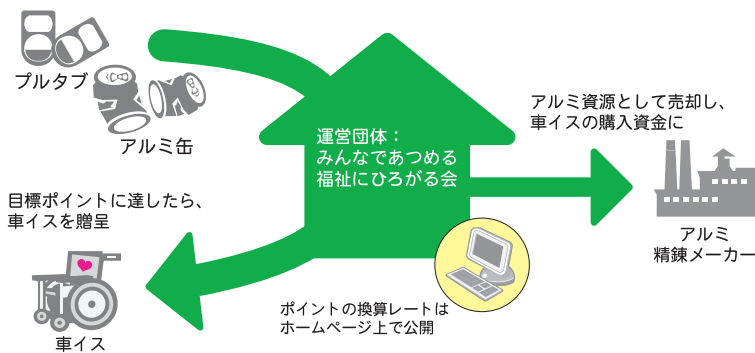 プルタブ
アルミ缶
運営団体：
みんなであつめる
福祉にひろがる会
アルミ資源として売却し、
車イスの購入資金に
アルミ
精錬メーカー
目標ポイントに達したら、
車イスを贈呈
車イス
ポイントの換算レートは
ホームページ上で公開